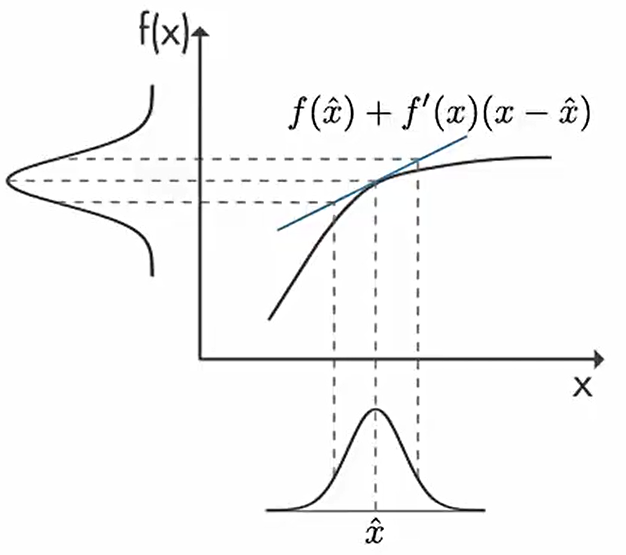 f(x)
f(x̂) + f′(x)(x − x̂)
x
x̂